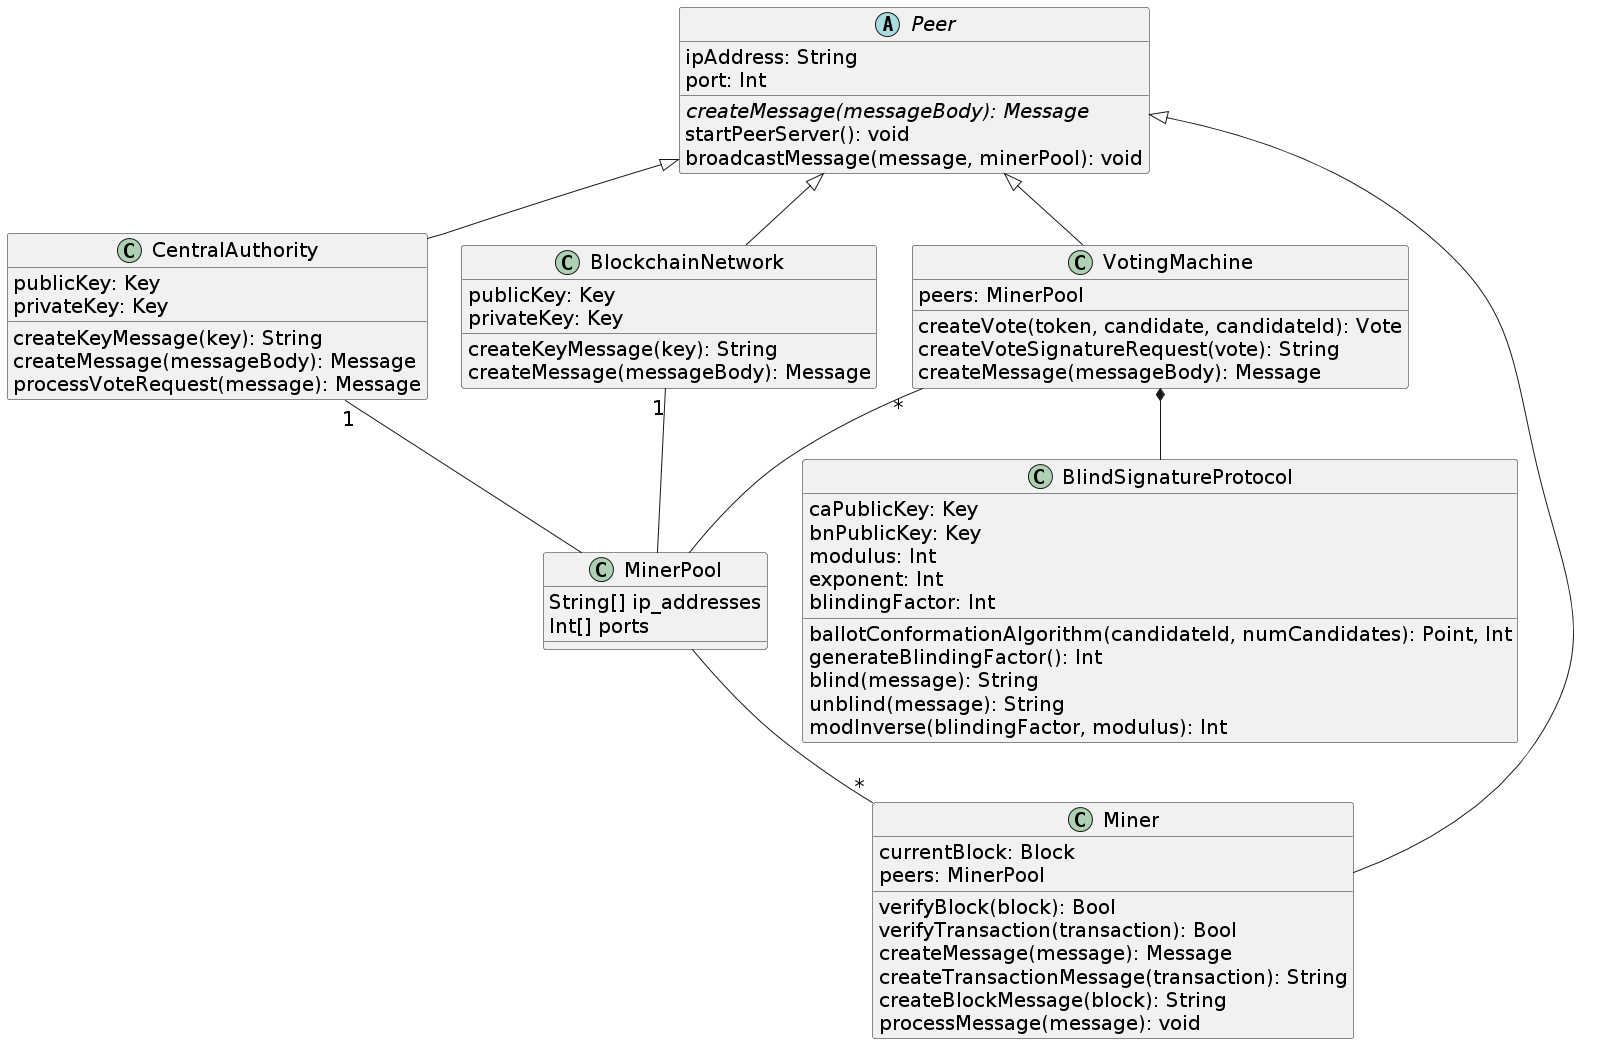 A Peer
ipAddress: String
port: Int
createMessage(messageBody): Message
startPeerServer(): void
broadcastMessage(message, minerPool): void
C CentralAuthority
publicKey: Key
privateKey: Key
createKeyMessage(key): String
createMessage(messageBody): Message
processVoteRequest(message): Message
C BlockchainNetwork
publicKey: Key
privateKey: Key
createKeyMessage(key): String
createMessage(messageBody): Message
C VotingMachine
peers: MinerPool
createVote(token, candidate, candidateId): Vote
createVoteSignatureRequest(vote): String
createMessage(messageBody): Message
1
1
*
C BlindSignatureProtocol
caPublicKey: Key
bnPublicKey: Key
modulus: Int
exponent: Int
blindingFactor: Int
ballotConformationAlgorithm(candidateId, numCandidates): Point, Int
generateBlindingFactor(): Int
blind(message): String
unblind(message): String
modInverse(blindingFactor, modulus): Int
C MinerPool
String[] ip_addresses
Int[] ports
*
C Miner
currentBlock: Block
peers: MinerPool
verifyBlock(block): Bool
verifyTransaction(transaction): Bool
createMessage(message): Message
createTransactionMessage(transaction): String
createBlockMessage(block): String
processMessage(message): void